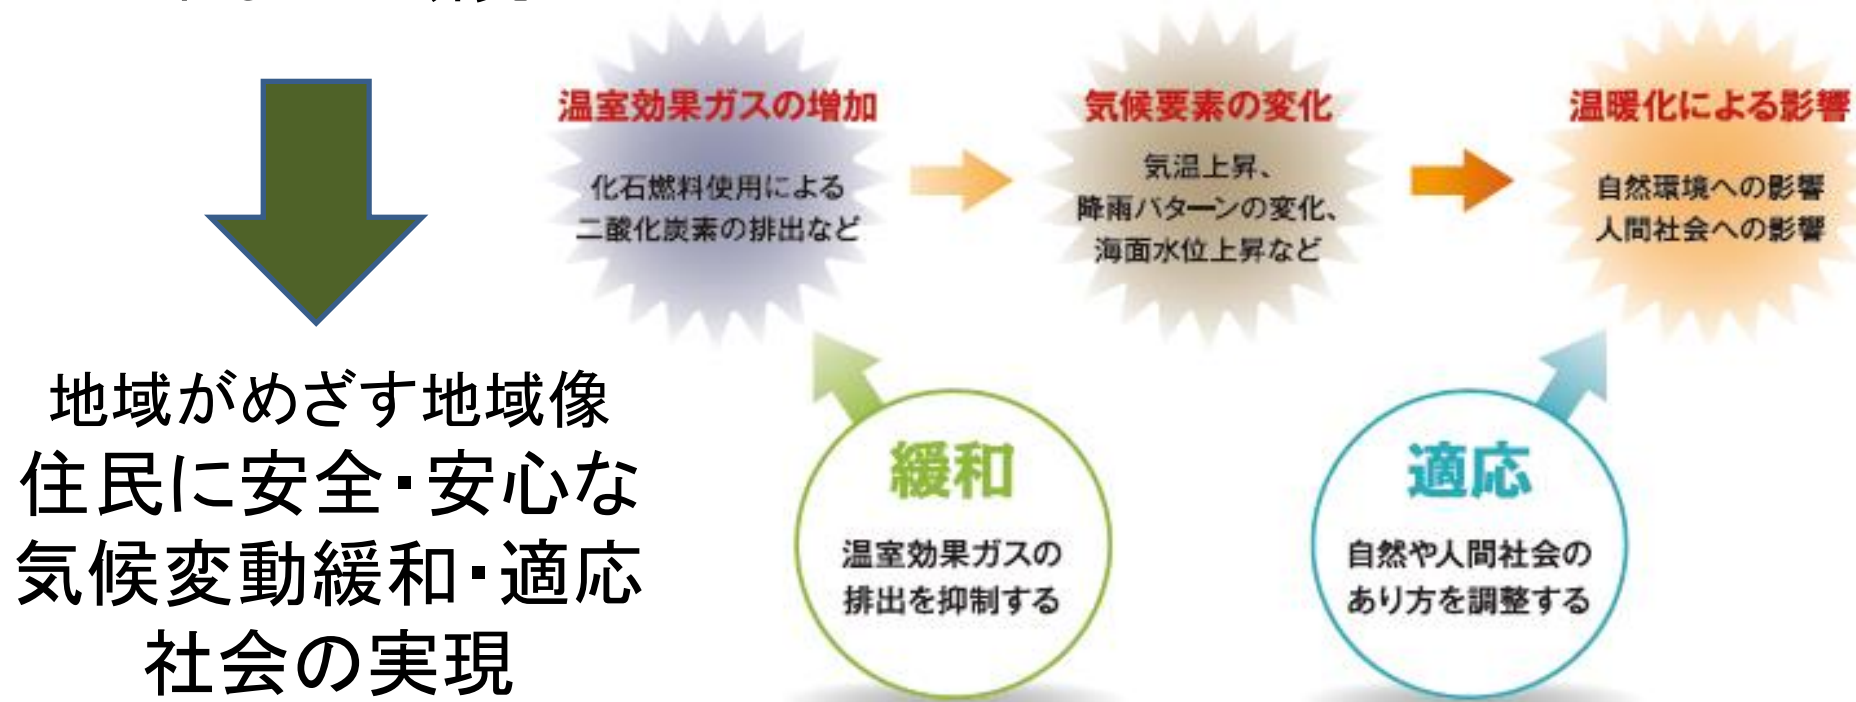 温室効果ガスの増加
化石燃料使用による
二酸化炭素の排出など
気候要素の変化
気温上昇、
降雨パターンの変化、
海面水位上昇など
温暖化による影響
自然環境への影響
人間社会への影響
地域がめざす地域像
住民に安全・安心な
気候変動緩和・適応
社会の実現
緩和
温室効果ガスの
排出を抑制する
適応
自然や人間社会の
あり方を調整する